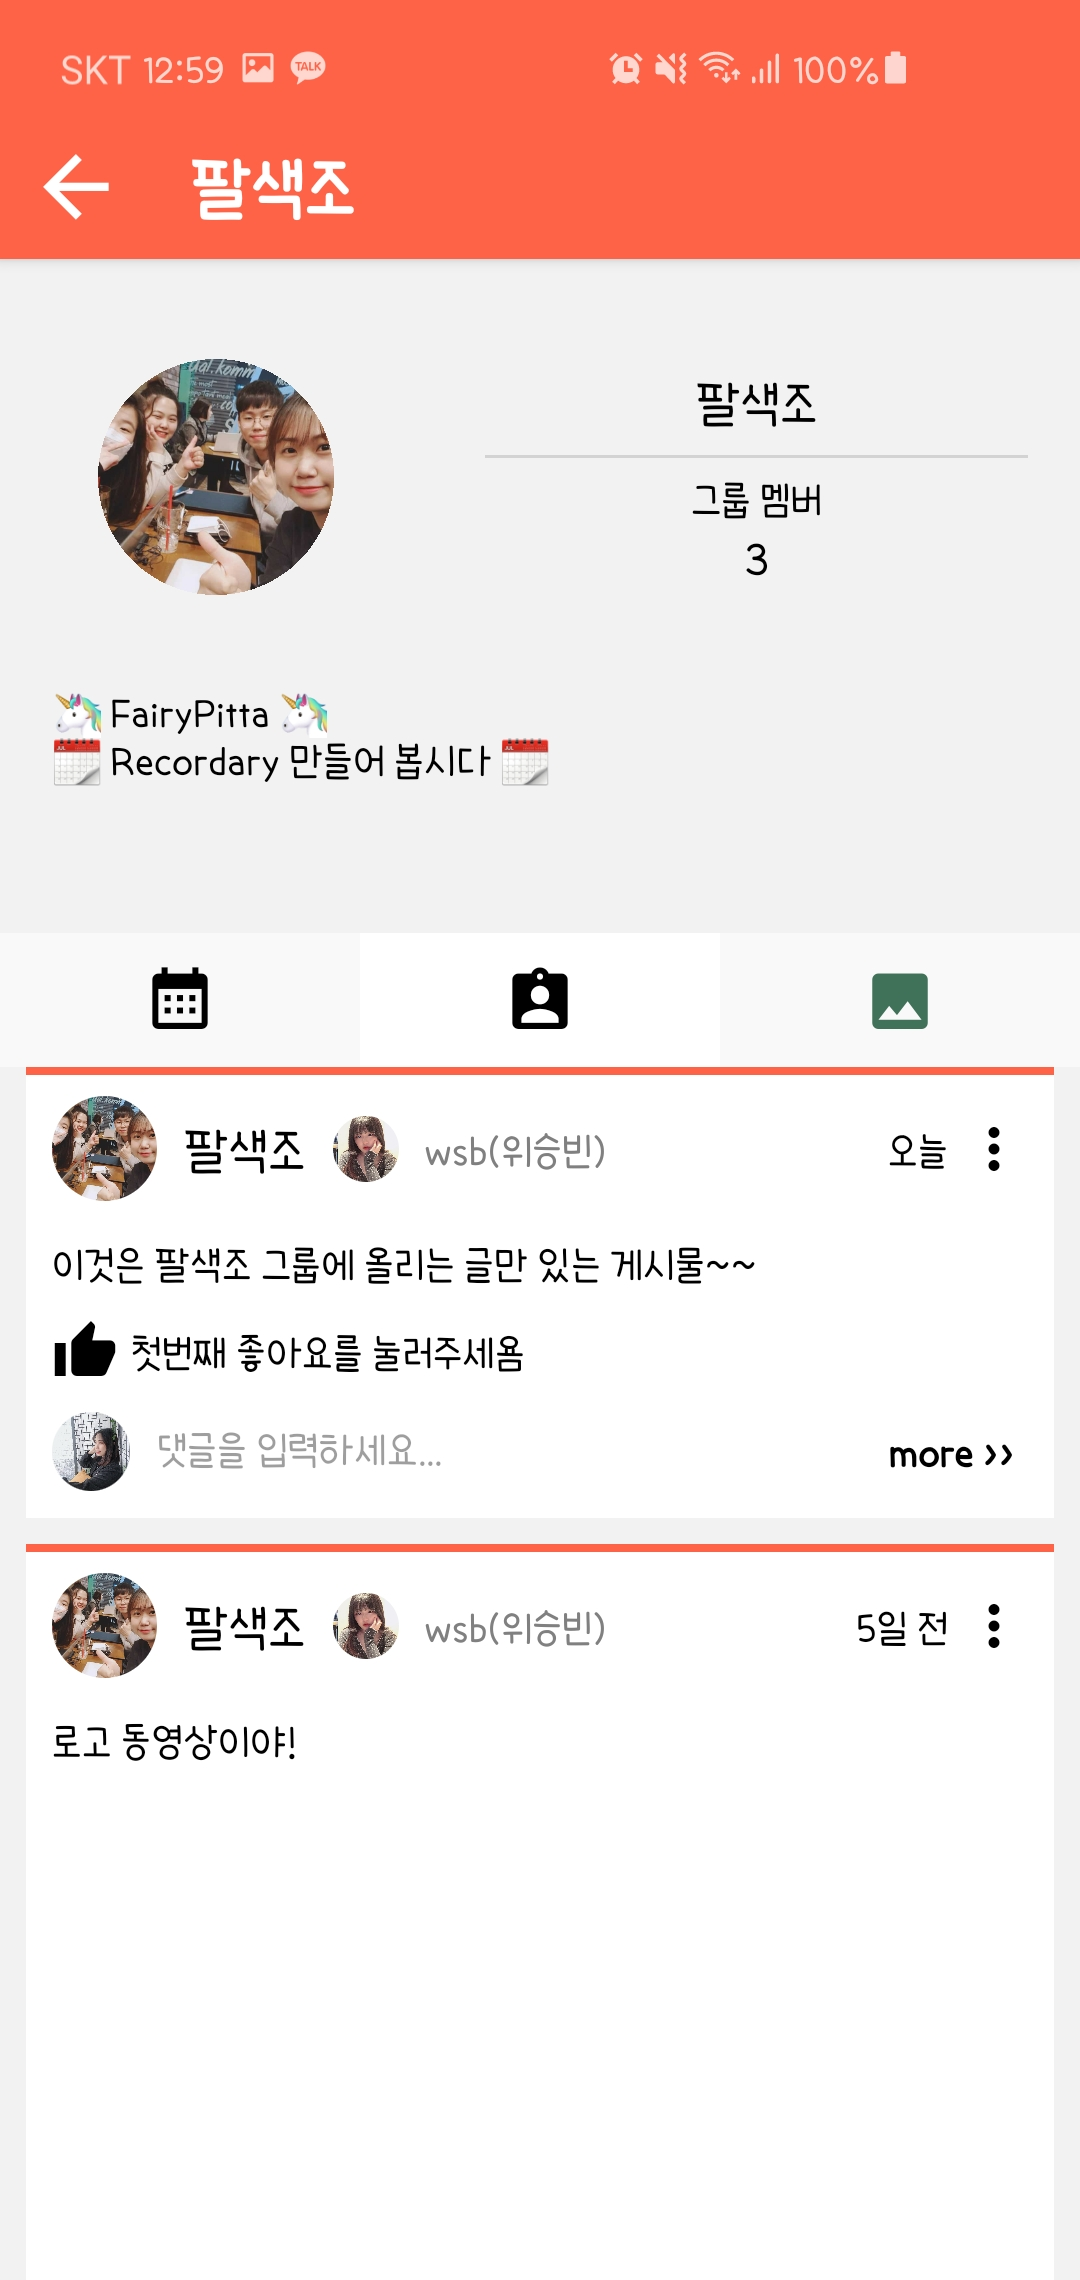 SKT 12:59 TALK 100%
팔색조
팔색조
그룹 멤버
3
🦄 FairyPitta 🦄
📅 Recordary 만들어 봅시다 📅
팔색조 wsb(위승빈) 오늘
이것은 팔색조 그룹에 올리는 글만 있는 게시물~~
첫번째 좋아요를 눌러주세욤
댓글을 입력하세요... more >>
팔색조 wsb(위승빈) 5일 전
로고 동영상이야!